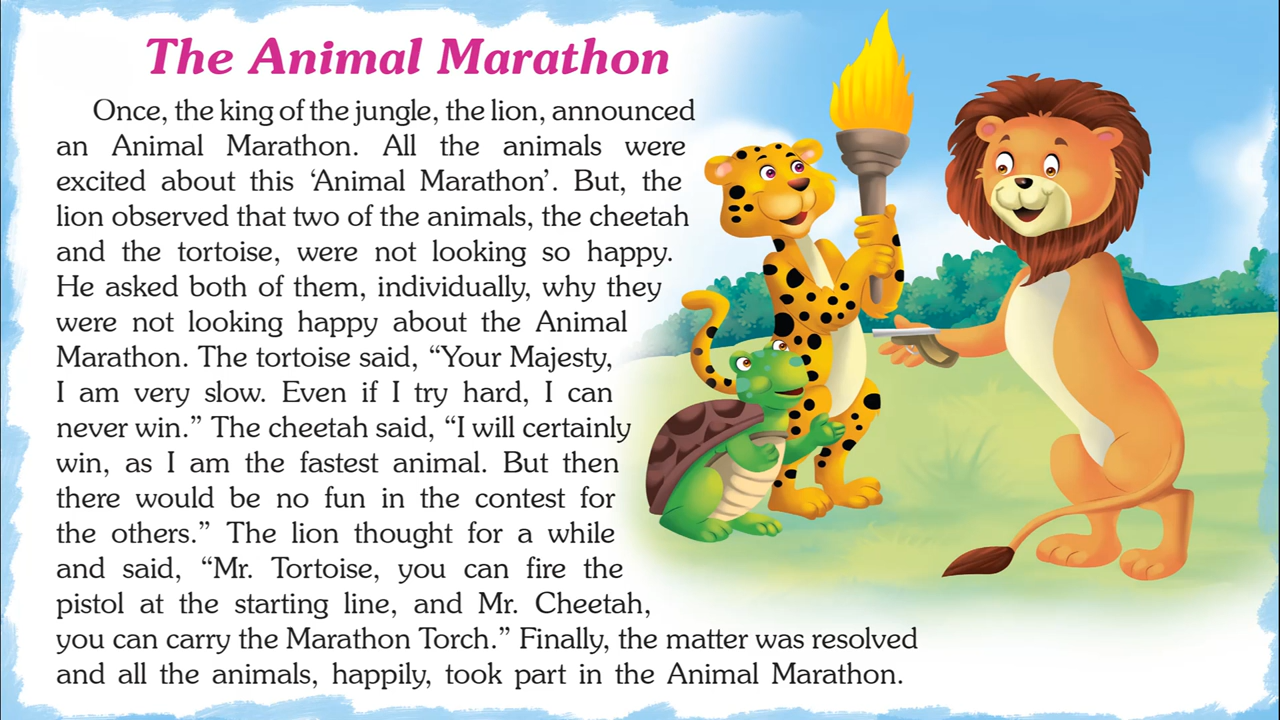 The Animal Marathon
Once, the king of the jungle, the lion, announced
an Animal Marathon. All the animals were
excited about this ‘Animal Marathon’. But, the
lion observed that two of the animals, the cheetah
and the tortoise, were not looking so happy.
He asked both of them, individually, why they
were not looking happy about the Animal
Marathon. The tortoise said, “Your Majesty,
I am very slow. Even if I try hard, I can
never win.” The cheetah said, “I will certainly
win, as I am the fastest animal. But then
there would be no fun in the contest for
the others.” The lion thought for a while
and said, “Mr. Tortoise, you can fire the
pistol at the starting line, and Mr. Cheetah,
you can carry the Marathon Torch.” Finally, the matter was resolved
and all the animals, happily, took part in the Animal Marathon.